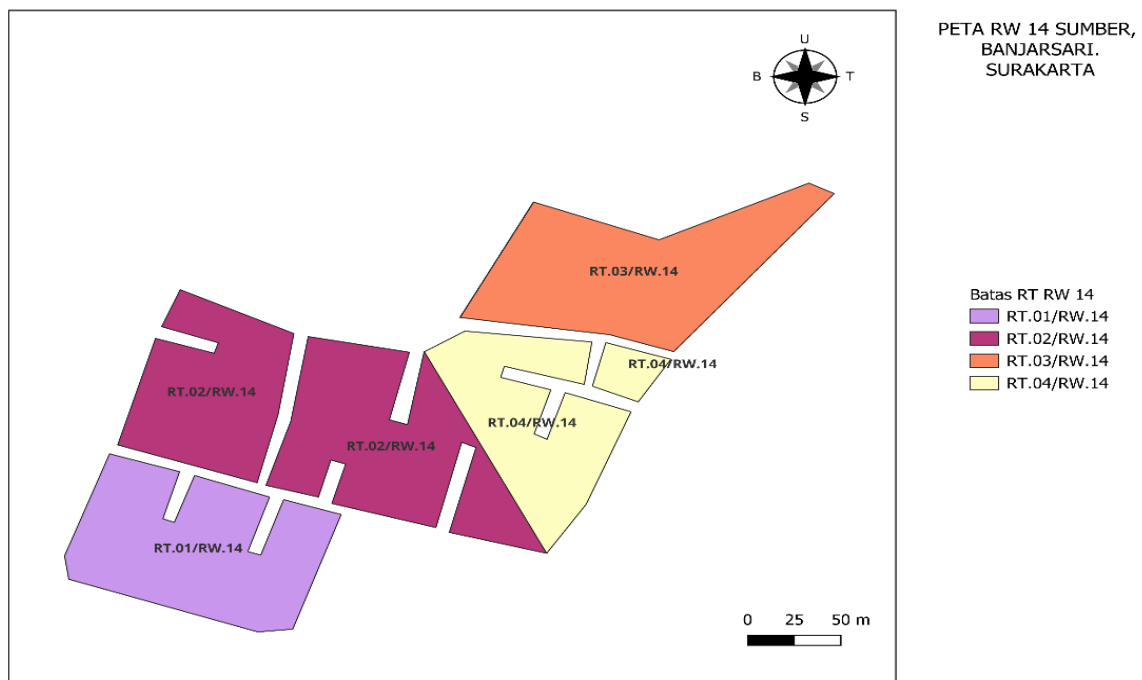 PETA RW 14 SUMBER,
BANJARSARI.
SURAKARTA
U
B T
S
RT.03/RW.14
RT.04/RW.14
RT.02/RW.14
RT.04/RW.14
RT.02/RW.14
RT.01/RW.14
Batas RT RW 14
RT.01/RW.14
RT.02/RW.14
RT.03/RW.14
RT.04/RW.14
0 25 50 m